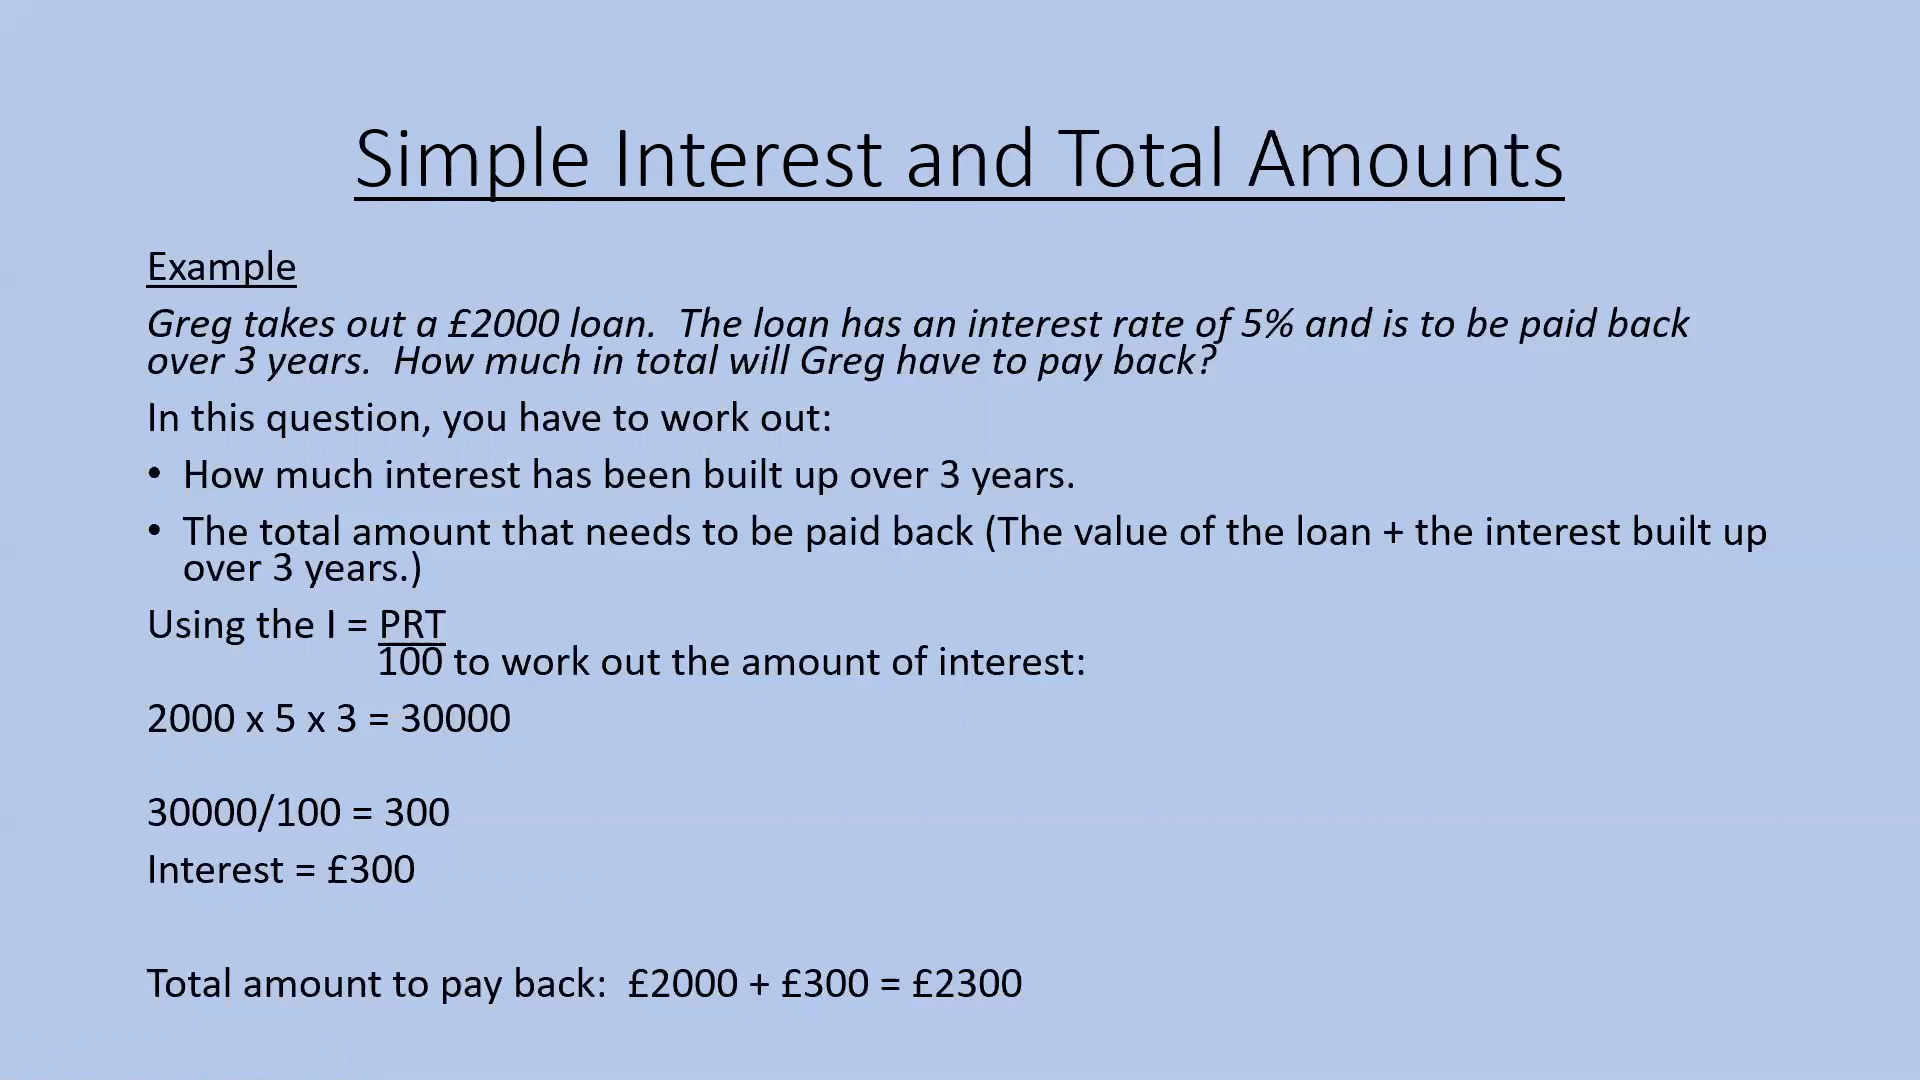 Simple Interest and Total Amounts
Example
Greg takes out a £2000 loan.  The loan has an interest rate of 5% and is to be paid back
over 3 years.  How much in total will Greg have to pay back?
In this question, you have to work out:
• How much interest has been built up over 3 years.
• The total amount that needs to be paid back (The value of the loan + the interest built up
over 3 years.)
Using the I = PRT
100 to work out the amount of interest:
2000 x 5 x 3 = 30000
30000/100 = 300
Interest = £300
Total amount to pay back:  £2000 + £300 = £2300